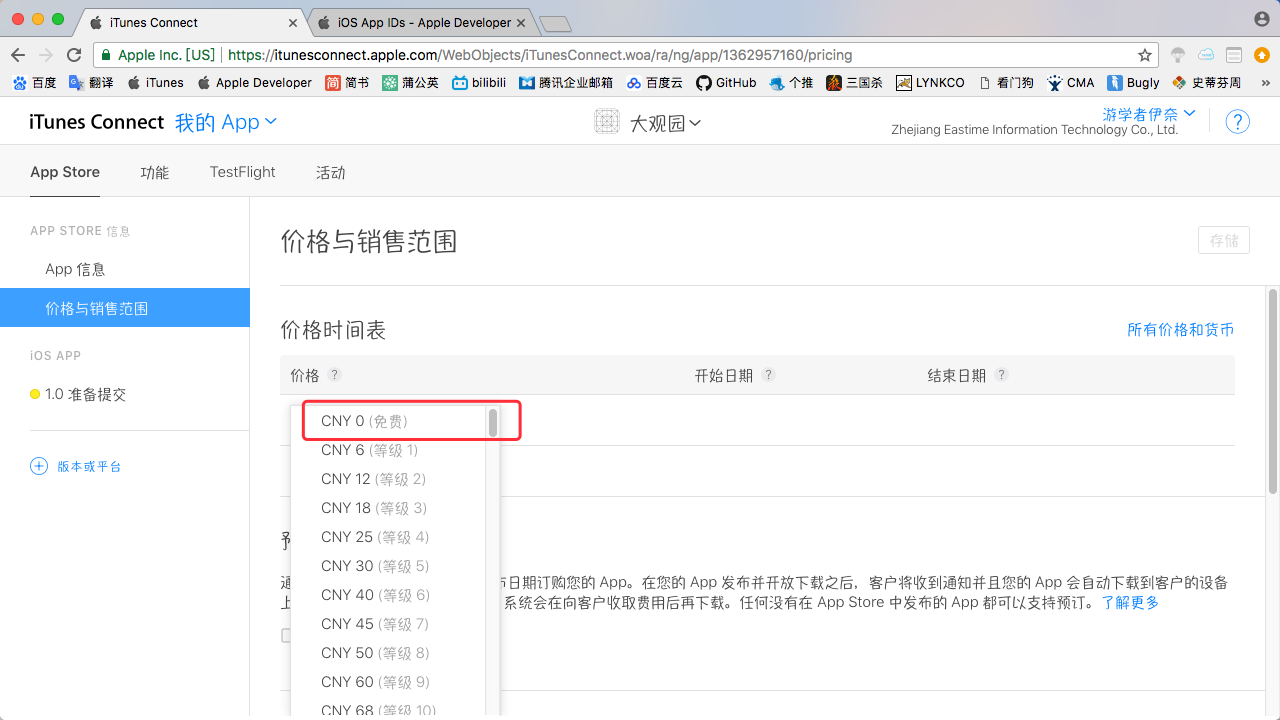 iTunes Connect
iOS App IDs - Apple Developer
Apple Inc. [US] https://itunesconnect.apple.com/WebObjects/iTunesConnect.woa/ra/ng/app/1362957160/pricing
百度 翻译 iTunes Apple Developer 简书 蒲公英 bilibili 腾讯企业邮箱 百度云 GitHub 个推 三国杀 LYNKCO 看门狗 CMA Bugly 史蒂芬周 »
iTunes Connect 我的 App
大观园
游学者伊奈
Zhejiang Eastime Information Technology Co., Ltd.
?
App Store 功能 TestFlight 活动
APP STORE 信息
App 信息
价格与销售范围
iOS APP
1.0 准备提交
版本或平台
价格与销售范围
存储
价格时间表
所有价格和货币
价格 ? 开始日期 ? 结束日期 ?
CNY 0 (免费)
CNY 6 (等级 1)
CNY 12 (等级 2)
CNY 18 (等级 3)
CNY 25 (等级 4)
CNY 30 (等级 5)
CNY 40 (等级 6)
CNY 45 (等级 7)
CNY 50 (等级 8)
CNY 60 (等级 9)
CNY 68 (等级 10)
日期订购您的 App。在您的 App 发布并开放下载之后，客户将收到通知并且您的 App 会自动下载到客户的设备
上
系统会在向客户收取费用后再下载。任何没有在 App Store 中发布的 App 都可以支持预订。了解更多